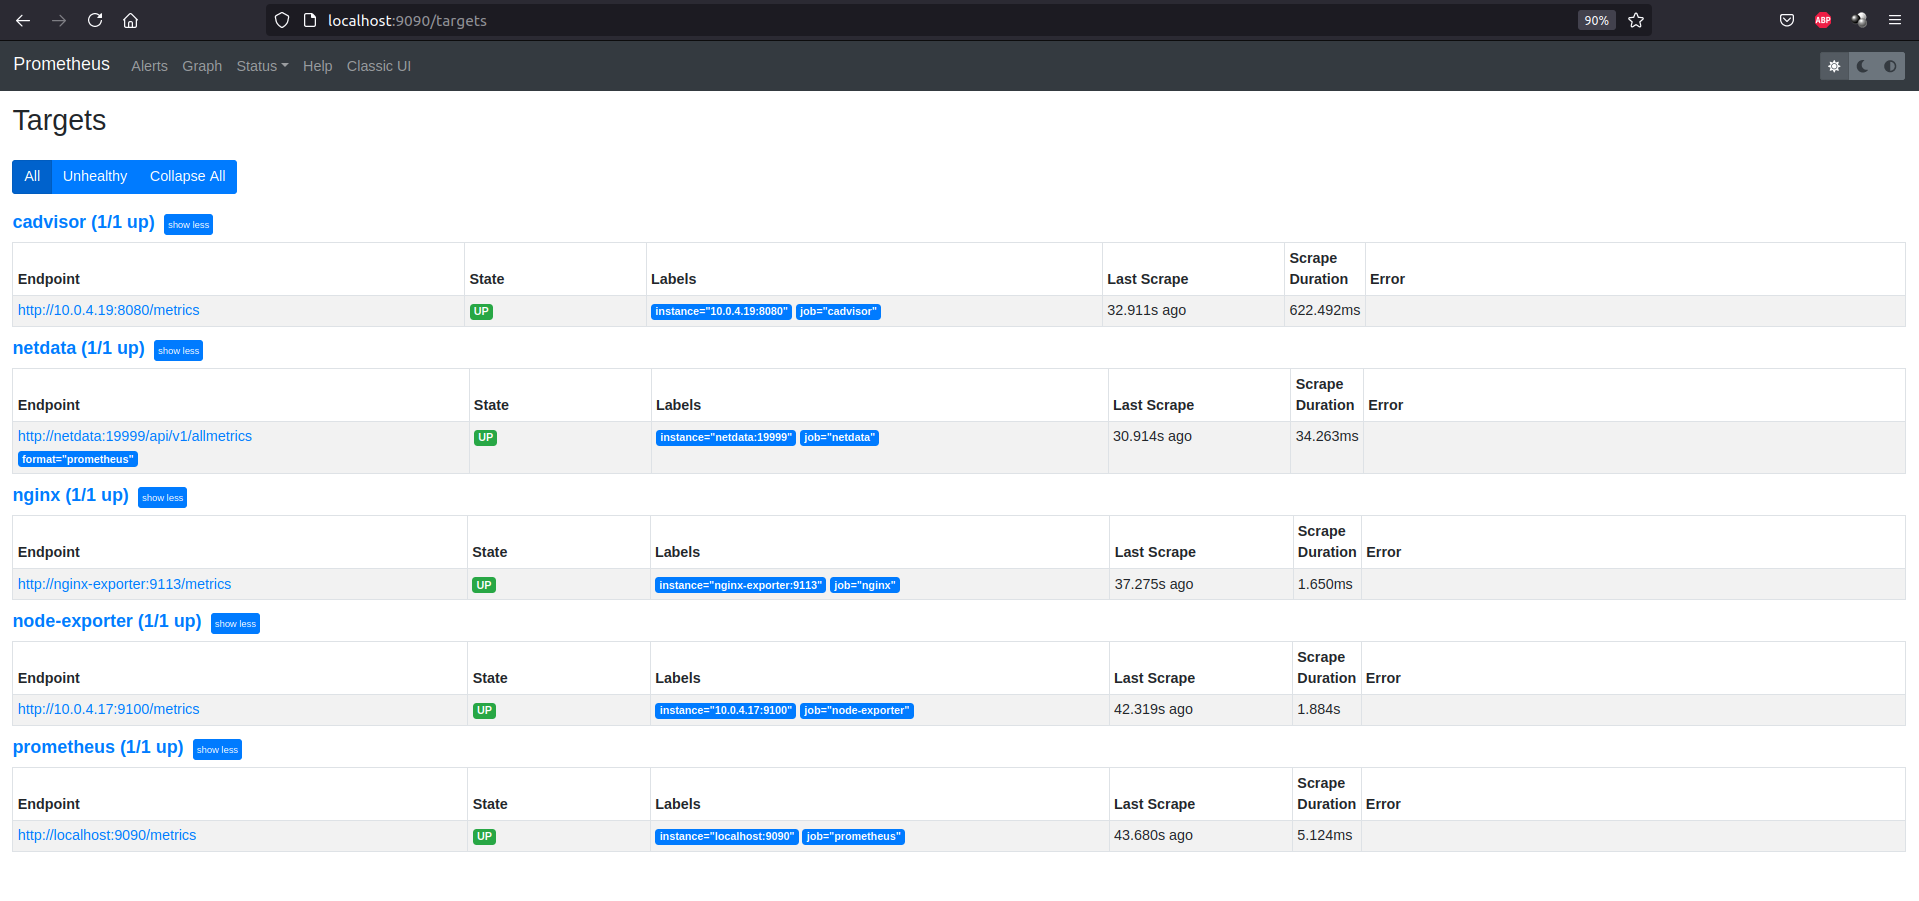 localhost:9090/targets 90% ABP
Prometheus Alerts Graph Status Help Classic UI
Targets
All Unhealthy Collapse All
cadvisor (1/1 up) show less
Endpoint State Labels Last Scrape Scrape Duration Error
http://10.0.4.19:8080/metrics UP instance="10.0.4.19:8080" job="cadvisor" 32.911s ago 622.492ms
netdata (1/1 up) show less
Endpoint State Labels Last Scrape Scrape Duration Error
http://netdata:19999/api/v1/allmetrics UP instance="netdata:19999" job="netdata" 30.914s ago 34.263ms
format="prometheus"
nginx (1/1 up) show less
Endpoint State Labels Last Scrape Scrape Duration Error
http://nginx-exporter:9113/metrics UP instance="nginx-exporter:9113" job="nginx" 37.275s ago 1.650ms
node-exporter (1/1 up) show less
Endpoint State Labels Last Scrape Scrape Duration Error
http://10.0.4.17:9100/metrics UP instance="10.0.4.17:9100" job="node-exporter" 42.319s ago 1.884s
prometheus (1/1 up) show less
Endpoint State Labels Last Scrape Scrape Duration Error
http://localhost:9090/metrics UP instance="localhost:9090" job="prometheus" 43.680s ago 5.124ms